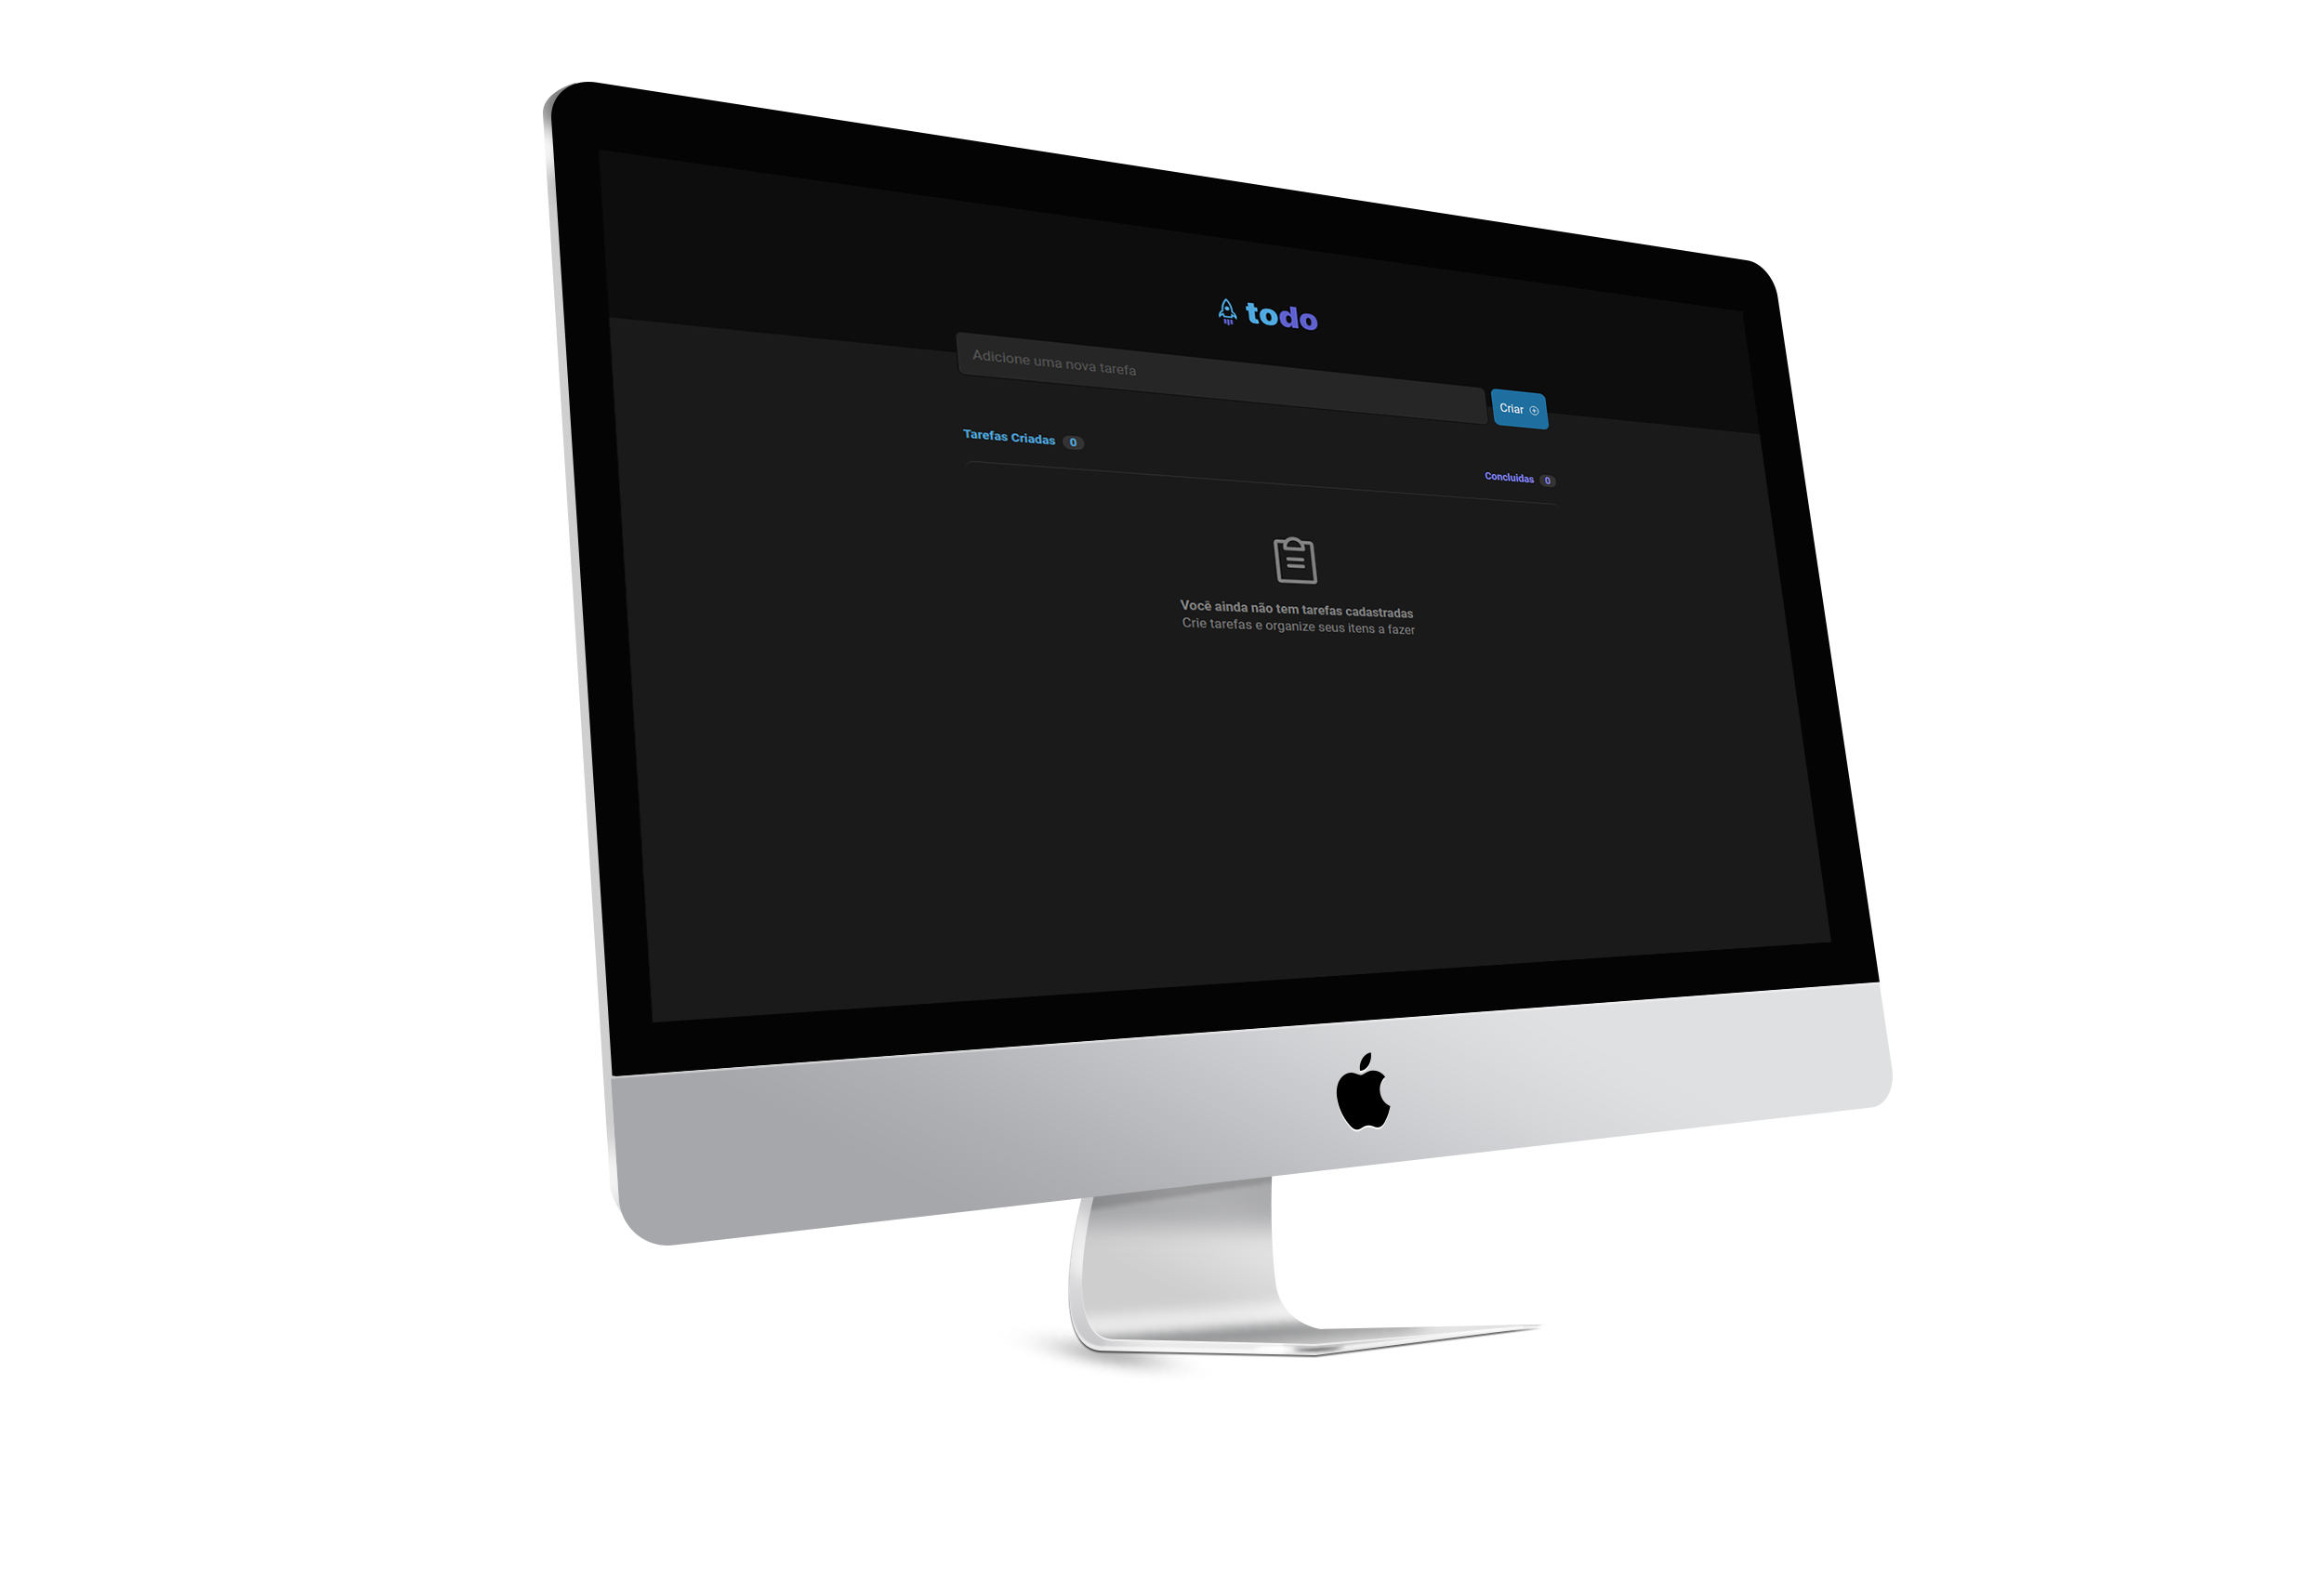 todo
Adicione uma nova tarefa
Criar
Tarefas Criadas 0
Concluidas 0
Você ainda não tem tarefas cadastradas
Crie tarefas e organize seus itens a fazer